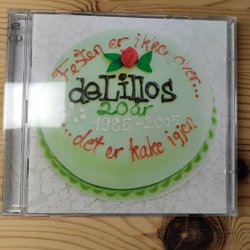 Festen er ikke over...
deLillos
20 år
1985-2005
...det er kake igjen